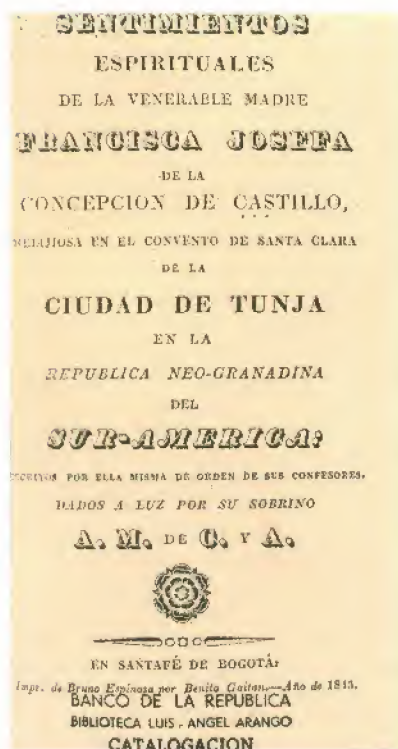 SENTIMIENTOS
ESPIRITUALES
DE LA VENERABLE MADRE
FRANCISCA JOSEFA
DE LA
CONCEPCION DE CASTILLO,
RELIJIOSA EN EL CONVENTO DE SANTA CLARA
DE LA
CIUDAD DE TUNJA
EN LA
REPUBLICA NEO-GRANADINA
DEL
SUR-AMERICA:
ESCRITOS POR ELLA MISMA DE ORDEN DE SUS CONFESORES.
DADOS A LUZ POR SU SOBRINO
A. M. DE C. Y A.
EN SANTAFÉ DE BOGOTÁ:
Impr. de Bruno Espinosa por Benito Gaitan.—Año de 1843.
BANCO DE LA REPUBLICA
BIBLIOTECA LUIS - ANGEL ARANGO
CATALOGACION